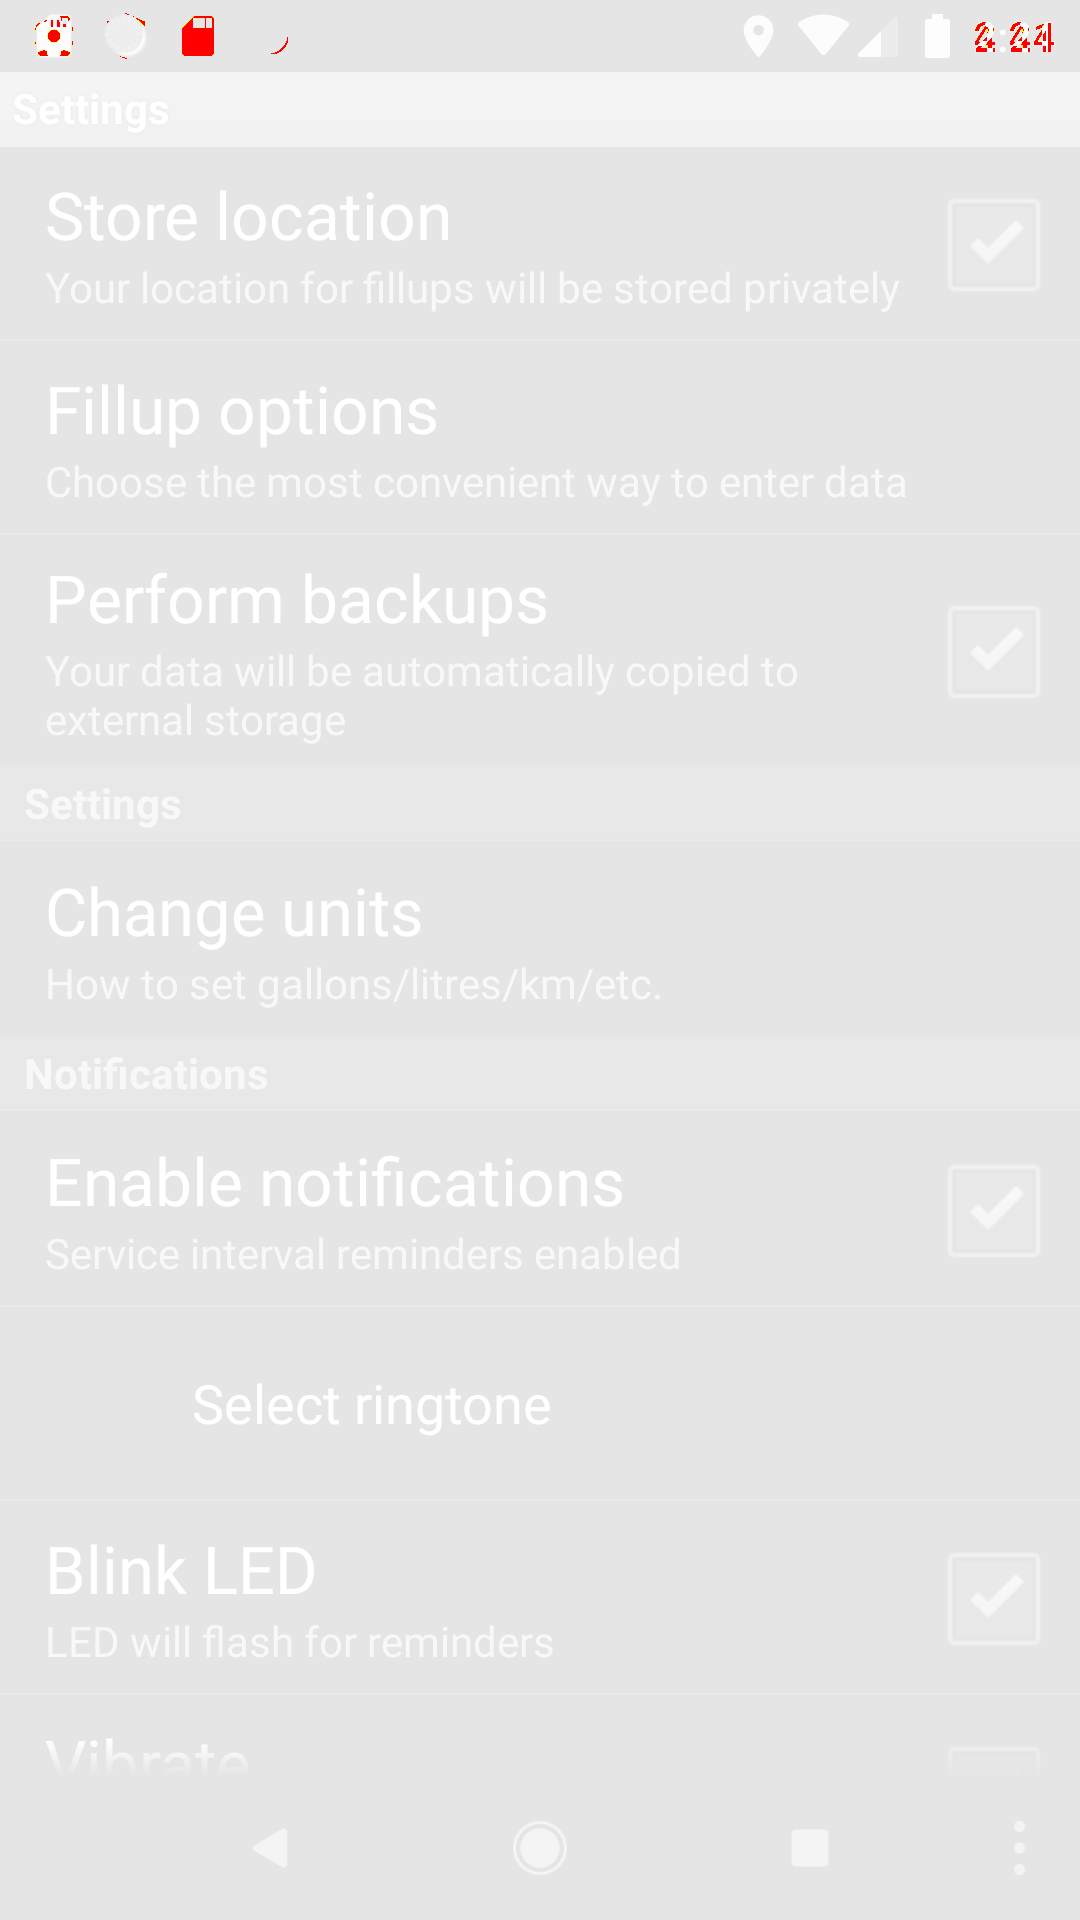 Settings
Store location
Your location for fillups will be stored privately
Fillup options
Choose the most convenient way to enter data
Perform backups
Your data will be automatically copied to
external storage
Settings
Change units
How to set gallons/litres/km/etc.
Notifications
Enable notifications
Service interval reminders enabled
Select ringtone
Blink LED
LED will flash for reminders
Vibrate